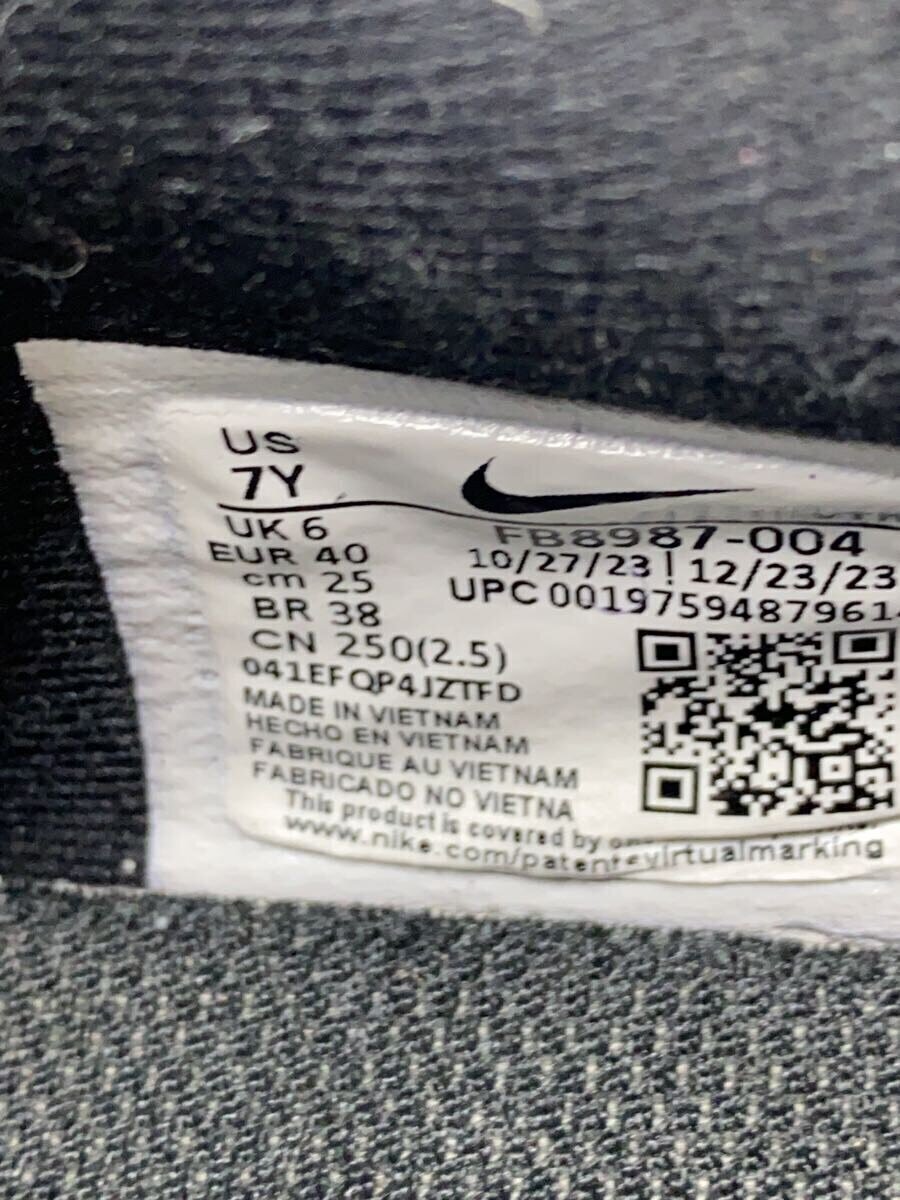 US
7Y
UK 6
EUR 40
cm 25
BR 38
CN 250(2.5)
041EFQP4JZTFD
MADE IN VIETNAM
HECHO EN VIETNAM
FABRIQUE AU VIETNAM
FABRICADO NO VIETNA
This product is covered by
www.nike.com/patents virtualmarking
FB8987-004
10/27/23 12/23/23
UPC 00197594879614